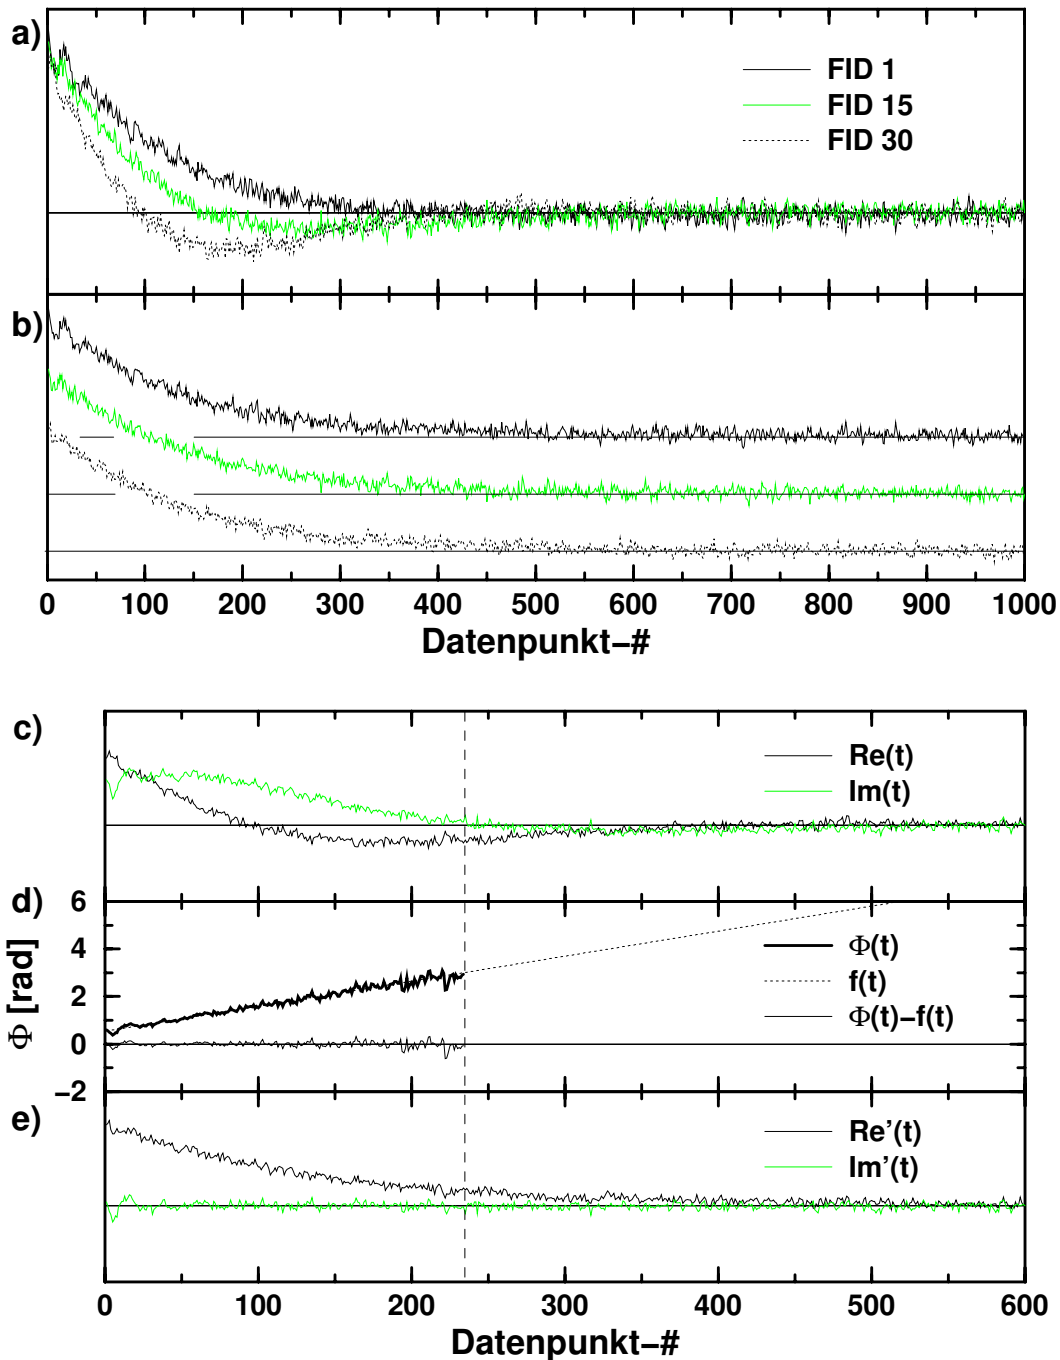 a)
FID 1
FID 15
FID 30
b)
0 100 200 300 400 500 600 700 800 900 1000
Datenpunkt−#
c)
Re(t)
Im(t)
d)
6
4
2
0
−2
Φ [rad]
Φ(t)
f(t)
Φ(t)−f(t)
e)
Re’(t)
Im’(t)
0 100 200 300 400 500 600
Datenpunkt−#